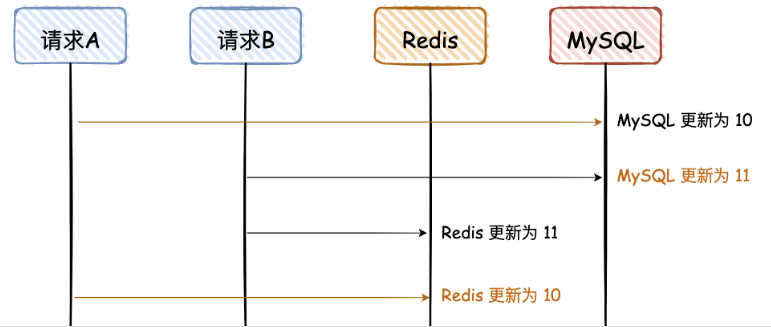 请求A
请求B
Redis
MySQL
MySQL 更新为 10
MySQL 更新为 11
Redis 更新为 11
Redis 更新为 10